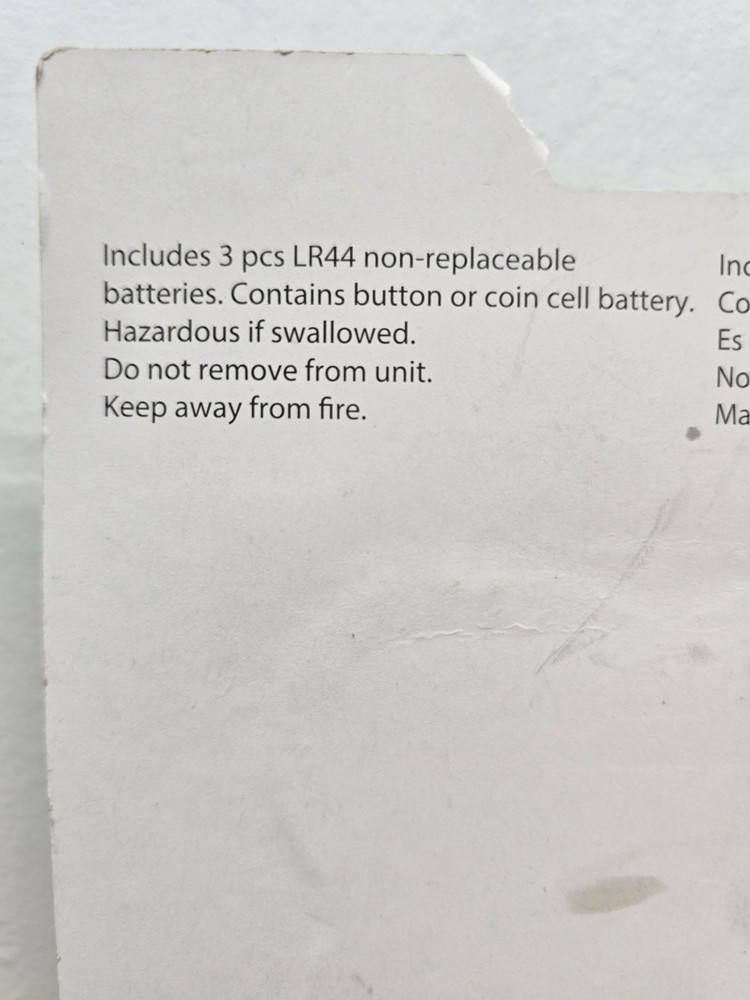 Includes 3 pcs LR44 non-replaceable
batteries. Contains button or coin cell battery.
Hazardous if swallowed.
Do not remove from unit.
Keep away from fire.
Es